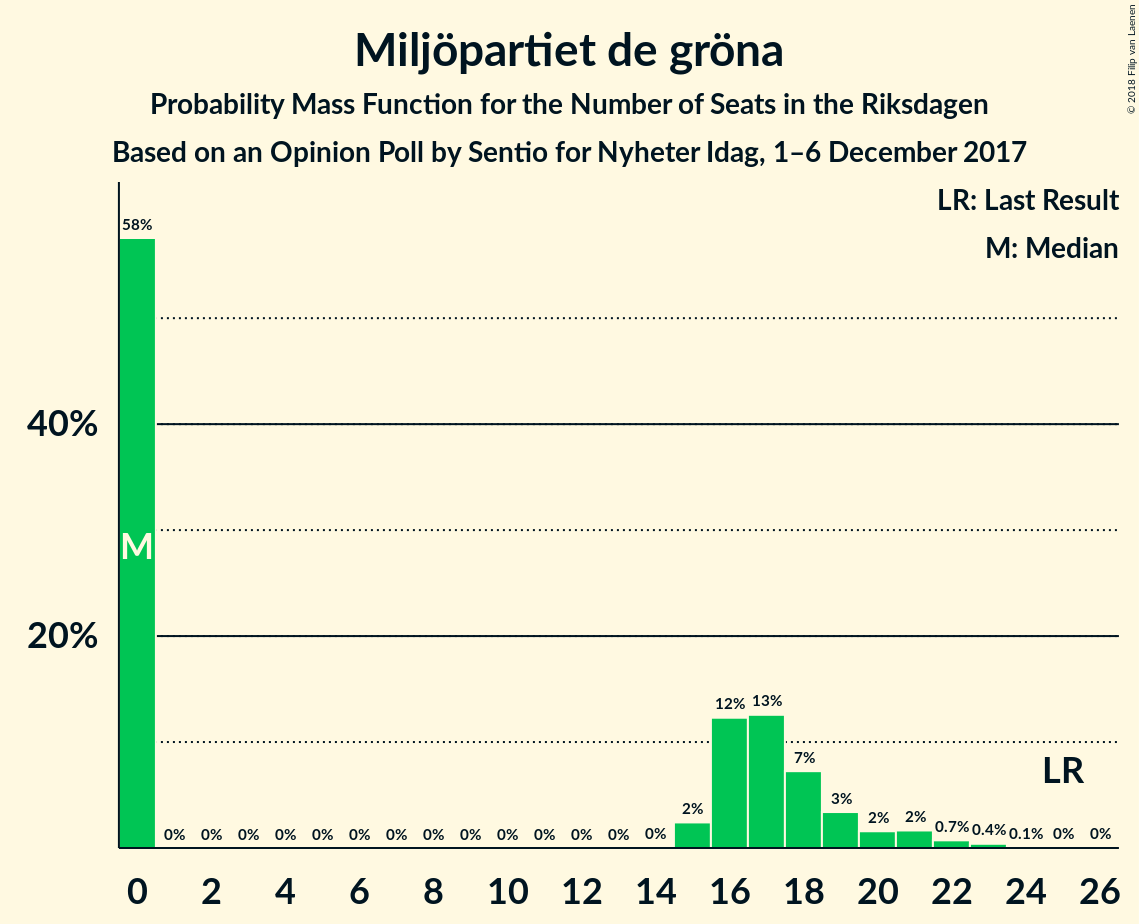 Miljöpartiet de gröna
Probability Mass Function for the Number of Seats in the Riksdagen
Based on an Opinion Poll by Sentio for Nyheter Idag, 1–6 December 2017
© 2018 Filip van Laenen
LR: Last Result
M: Median
58%
40%
M
20%
12% 13%
7%
LR
2% 3% 2% 2% 0.7% 0.4% 0.1% 0% 0%
0% 0% 0% 0% 0% 0% 0% 0% 0% 0% 0% 0% 0% 0%
0 2 4 6 8 10 12 14 16 18 20 22 24 26